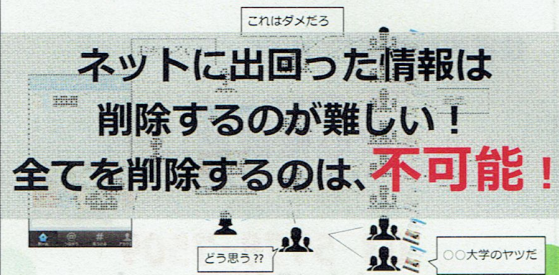 これはダメだろ
ネットに出回った情報は
削除するのが難しい！
全てを削除するのは､不可能！
どう思う??
○○大学のヤツだ